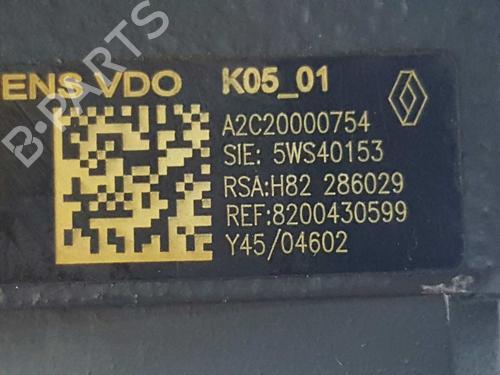 ENS VDO K05_01
A2C20000754
SIE: 5WS40153
RSA:H82 286029
REF:8200430599
Y45/04602
B-PARTS